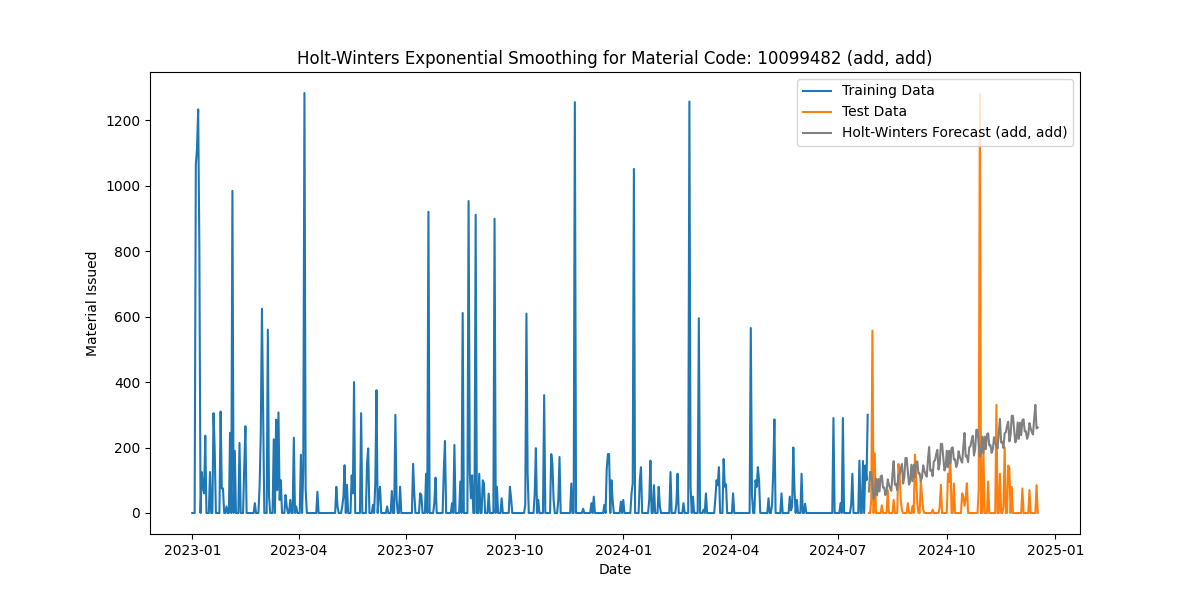 Holt-Winters Exponential Smoothing for Material Code: 10099482 (add, add)
Training Data
Test Data
Holt-Winters Forecast (add, add)
Material Issued
1200
1000
800
600
400
200
0
2023-01 2023-04 2023-07 2023-10 2024-01 2024-04 2024-07 2024-10 2025-01
Date